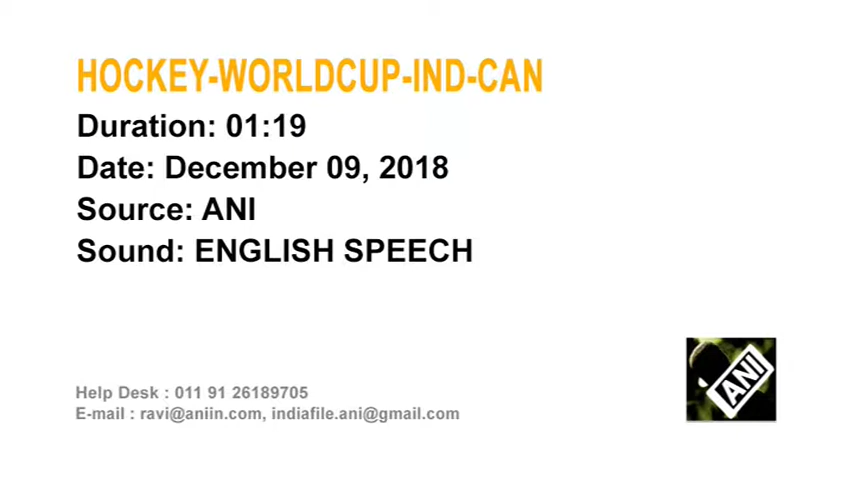 HOCKEY-WORLDCUP-IND-CAN
Duration: 01:19
Date: December 09, 2018
Source: ANI
Sound: ENGLISH SPEECH
Help Desk : 011 91 26189705
E-mail : ravi@aniin.com, indiafile.ani@gmail.com
ANI